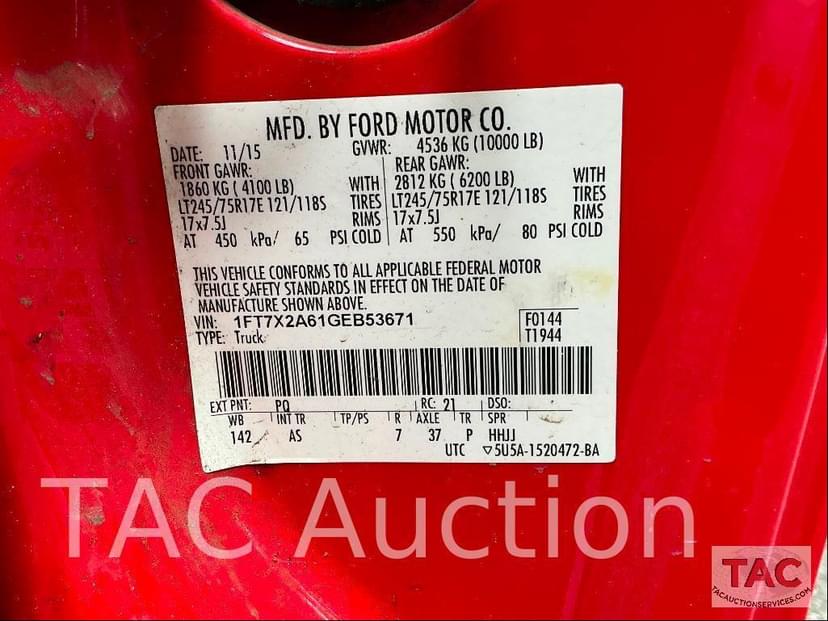 MFD. BY FORD MOTOR CO.
DATE: 11/15 GVWR: 4536 KG (10000 LB)
FRONT GAWR: REAR GAWR:
1860 KG ( 4100 LB) WITH 2812 KG ( 6200 LB) WITH
LT245/75R17E 121/118S TIRES LT245/75R17E 121/118S TIRES
17x7.5J RIMS 17x7.5J RIMS
AT 450 kPa/ 65 PSI COLD AT 550 kPa/ 80 PSI COLD
THIS VEHICLE CONFORMS TO ALL APPLICABLE FEDERAL MOTOR
VEHICLE SAFETY STANDARDS IN EFFECT ON THE DATE OF
MANUFACTURE SHOWN ABOVE.
VIN: 1FT7X2A61GEB53671 F0144
TYPE: Truck T1944
EXT PNT: PQ RC: 21 DSO:
WB INT TR TP/PS R AXLE TR SPR
142 AS 7 37 P HHJJ
UTC ▽5U5A-1520472-BA
TAC Auction
TAC
TACAUCTIONSERVICES.COM